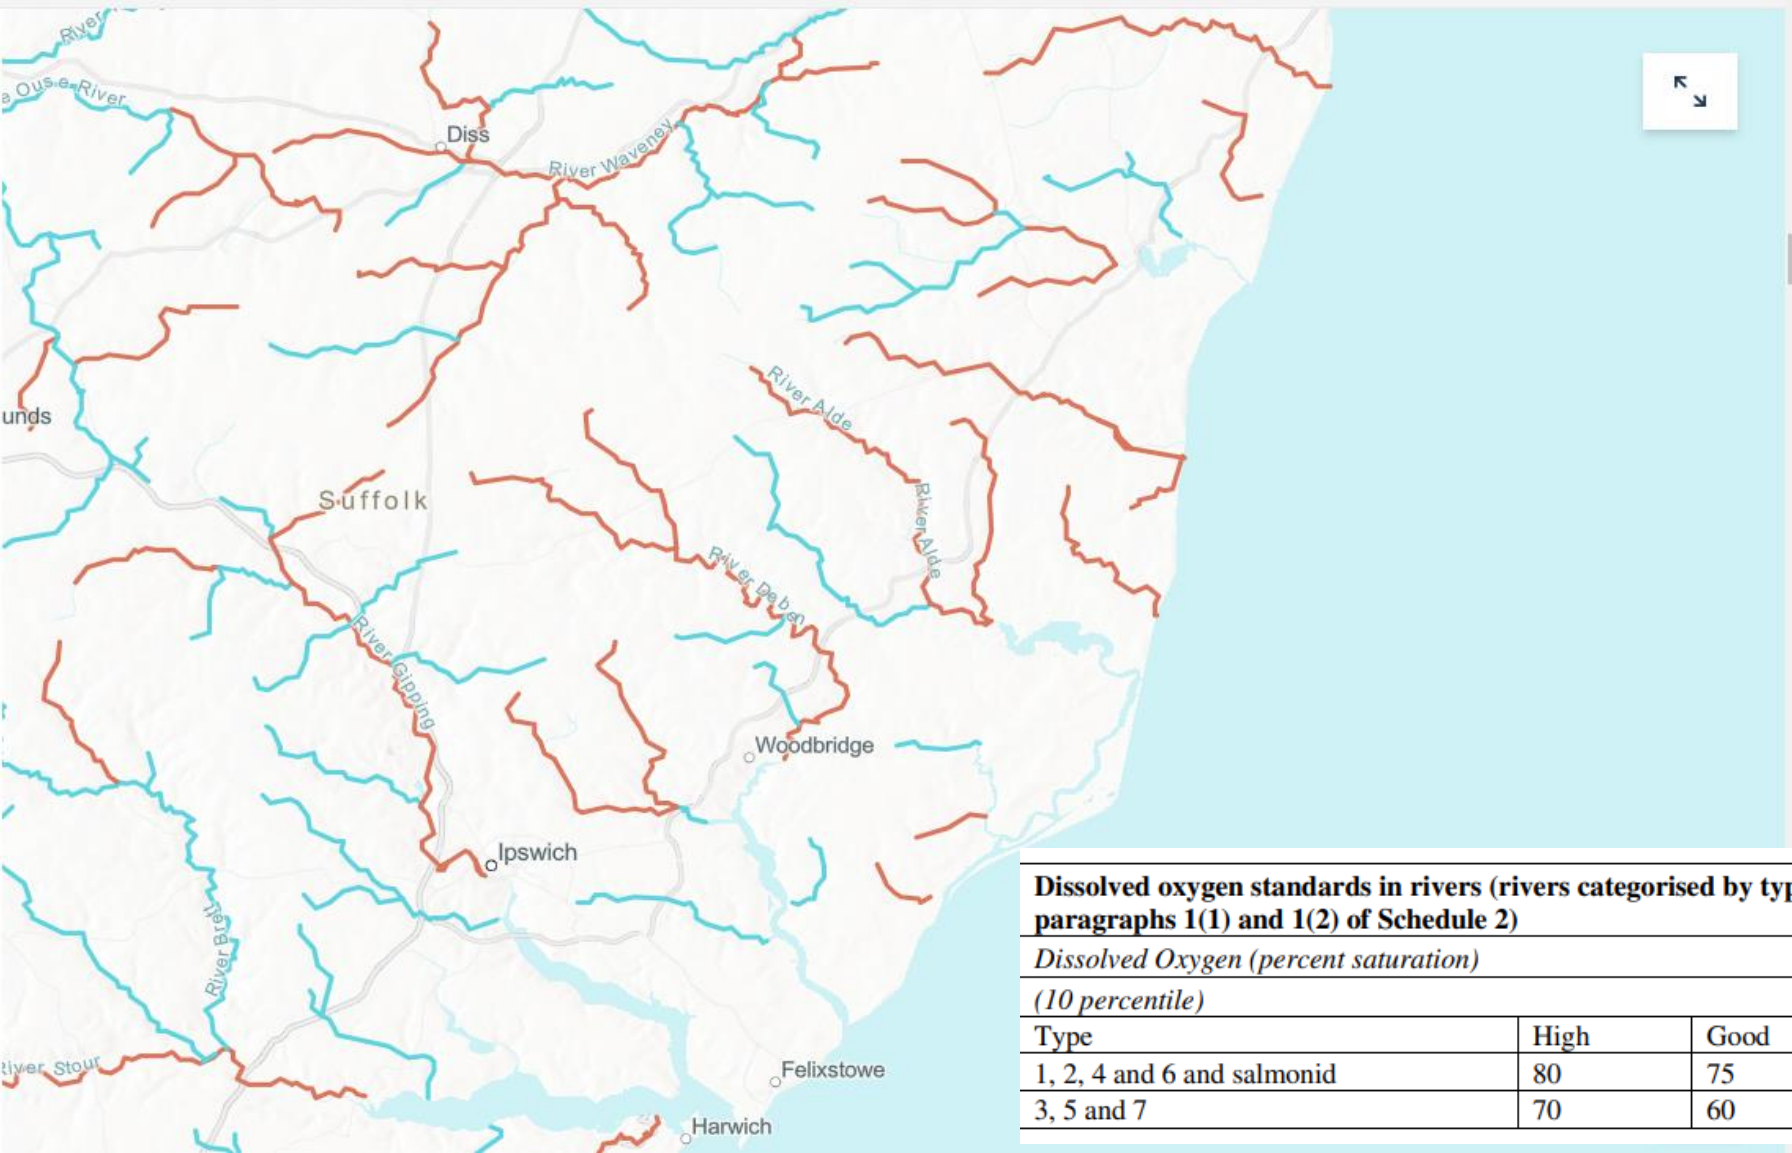 River
e Ouse River
Diss
River Waveney
River Alde
unds
Suffolk
River Alde
River Deben
River Gipping
Woodbridge
Ipswich
River Brett
River Stour
Felixstowe
Harwich
Dissolved oxygen standards in rivers (rivers categorised by typ
paragraphs 1(1) and 1(2) of Schedule 2)
Dissolved Oxygen (percent saturation)
(10 percentile)
Type High Good
1, 2, 4 and 6 and salmonid 80 75
3, 5 and 7 70 60